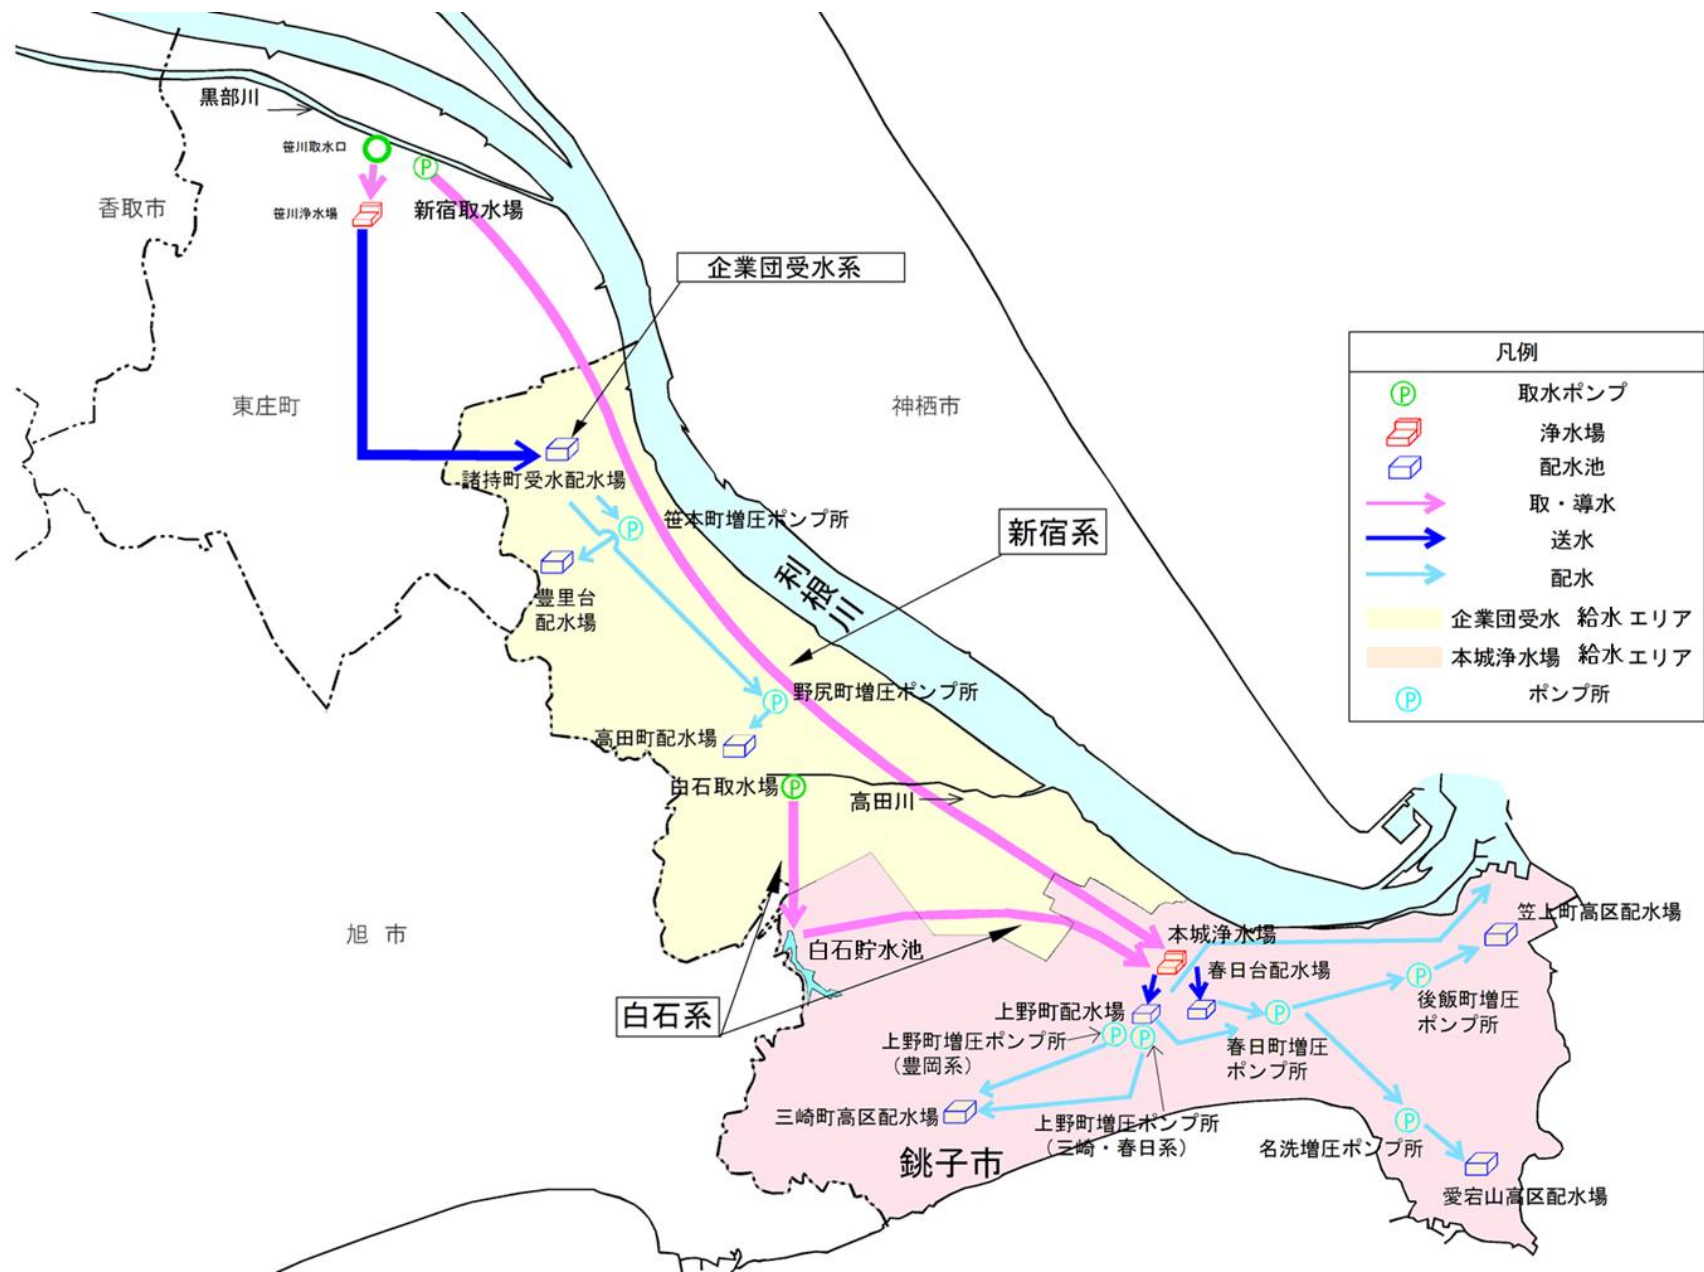 黒部川
笹川取水口
香取市
笹川浄水場
新宿取水場
企業団受水系
東庄町
神栖市
諸持町受水配水場
笹本町増圧ポンプ所
新宿系
利根川
豊里台
配水場
野尻町増圧ポンプ所
高田町配水場
白石取水場
高田川
旭 市
白石貯水池
本城浄水場
笠上町高区配水場
春日台配水場
白石系
上野町配水場
後飯町増圧
ポンプ所
上野町増圧ポンプ所
(豊岡系)
春日町増圧
ポンプ所
三崎町高区配水場
上野町増圧ポンプ所
(三崎・春日系)
名洗増圧ポンプ所
銚子市
愛宕山高区配水場
凡例
P 取水ポンプ
浄水場
配水池
取・導水
送水
配水
企業団受水 給水 エリア
本城浄水場 給水 エリア
P ポンプ所
P
P
P
P
P
P
P
P
P
P